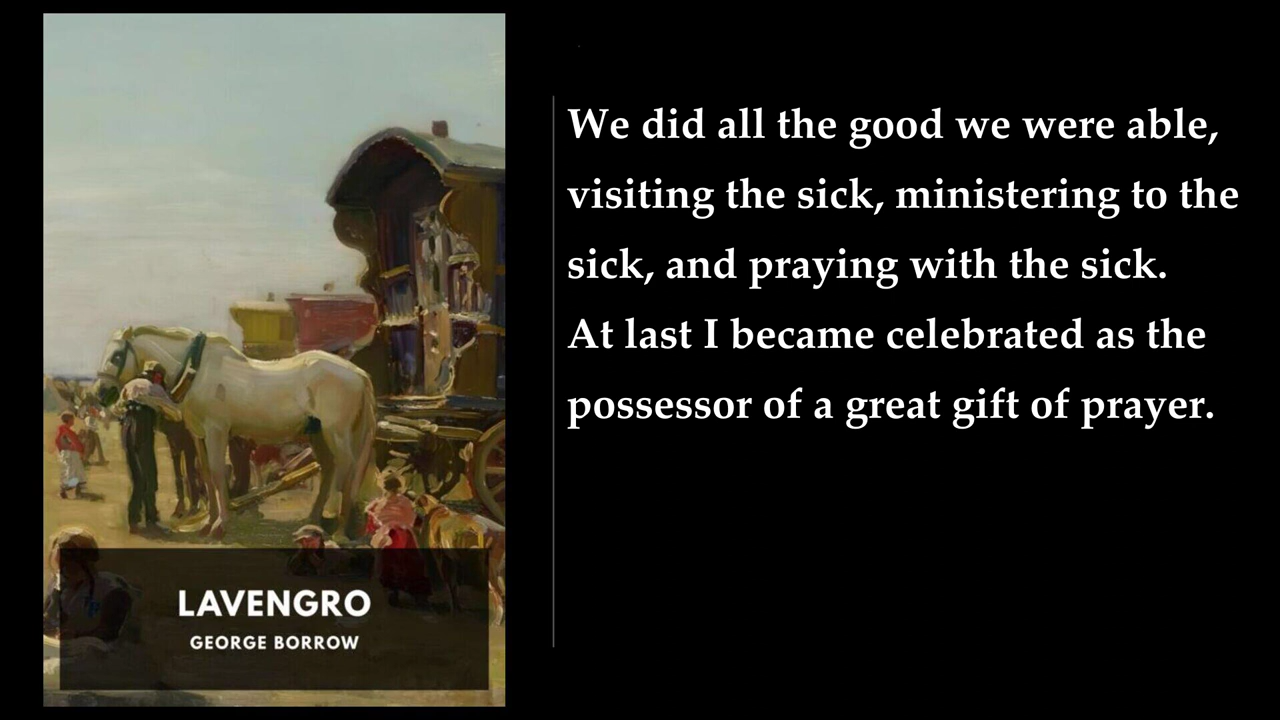 We did all the good we were able,
visiting the sick, ministering to the
sick, and praying with the sick.
At last I became celebrated as the
possessor of a great gift of prayer.
LAVENGRO
GEORGE BORROW